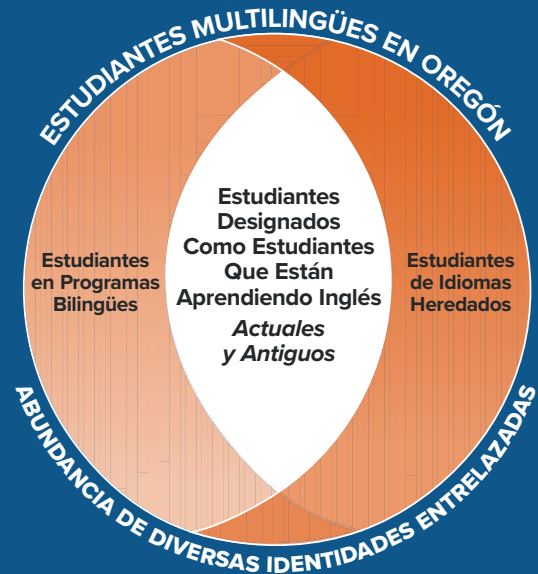 ESTUDIANTES MULTILINGÜES EN OREGÓN
Estudiantes
en Programas
Bilingües
Estudiantes
Designados
Como Estudiantes
Que Están
Aprendiendo Inglés
Actuales
y Antiguos
Estudiantes
de Idiomas
Heredados
ABUNDANCIA DE DIVERSAS IDENTIDADES ENTRELAZADAS